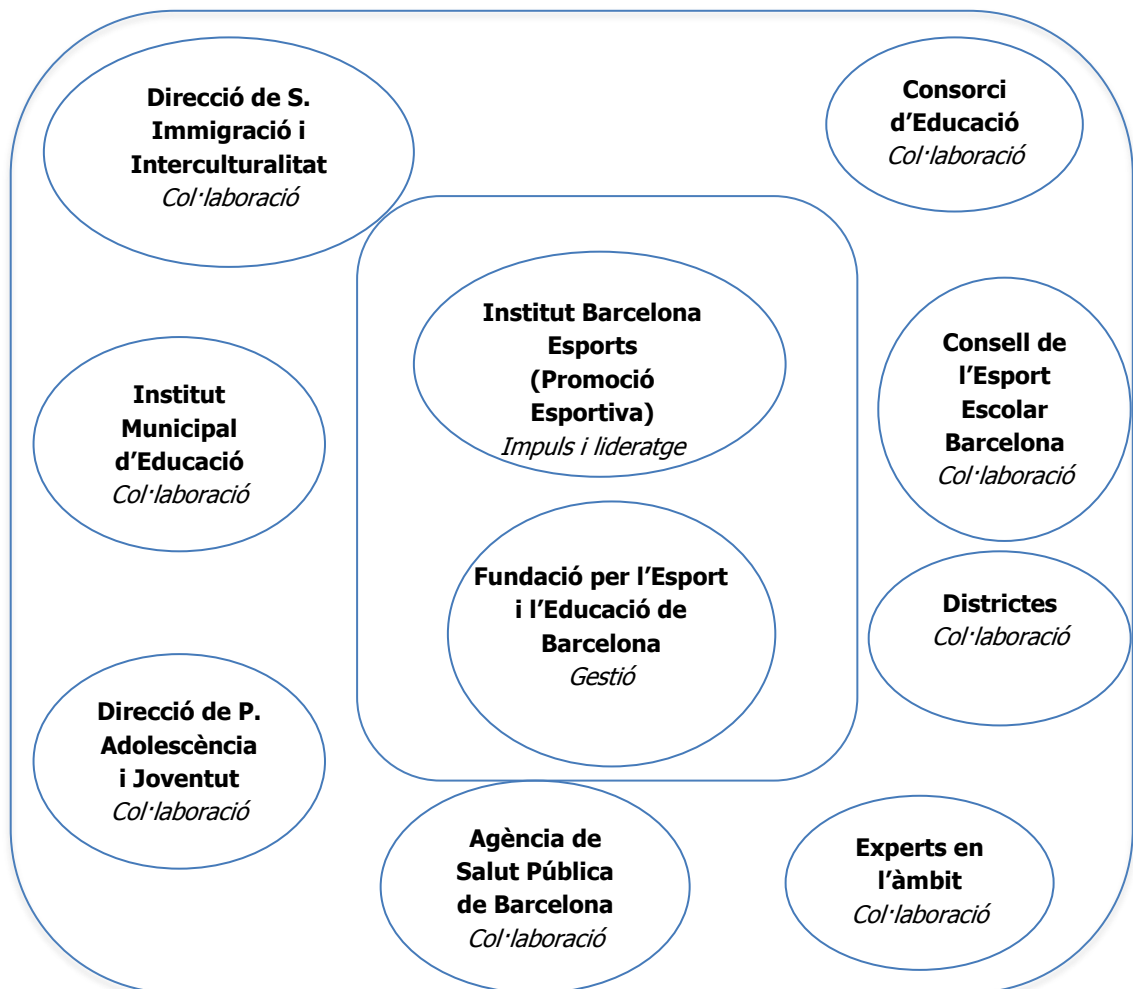 Direcció de S.
Immigració i
Interculturalitat
Col·laboració
Consorci
d’Educació
Col·laboració
Institut Barcelona
Esports
(Promoció
Esportiva)
Impuls i lideratge
Consell de
l’Esport
Escolar
Barcelona
Col·laboració
Institut
Municipal
d’Educació
Col·laboració
Fundació per l’Esport
i l’Educació de
Barcelona
Gestió
Districtes
Col·laboració
Direcció de P.
Adolescència
i Joventut
Col·laboració
Agència de
Salut Pública
de Barcelona
Col·laboració
Experts en
l’àmbit
Col·laboració